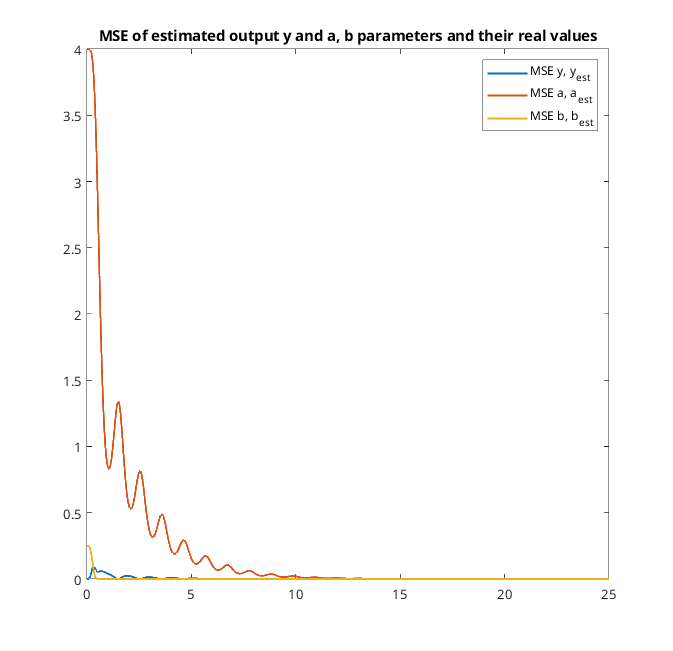 MSE of estimated output y and a, b parameters and their real values
MSE y, y_est
MSE a, a_est
MSE b, b_est
4
3.5
3
2.5
2
1.5
1
0.5
0
0 5 10 15 20 25